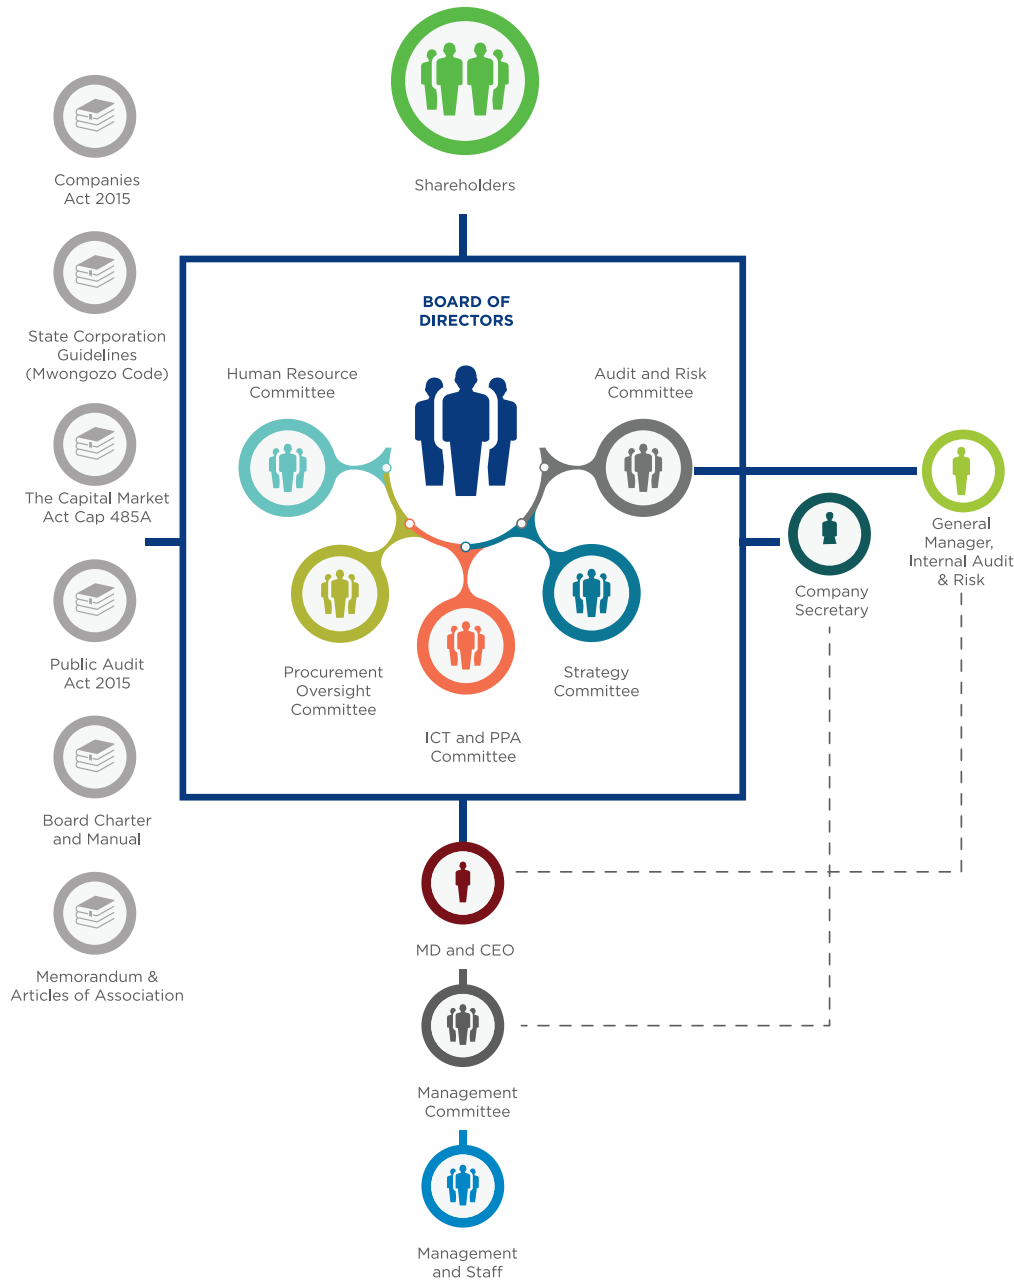 Shareholders
Companies
Act 2015
State Corporation
Guidelines
(Mwongozo Code)
The Capital Market
Act Cap 485A
Public Audit
Act 2015
Board Charter
and Manual
Memorandum &
Articles of Association
BOARD OF
DIRECTORS
Human Resource
Committee
Audit and Risk
Committee
Procurement
Oversight
Committee
ICT and PPA
Committee
Strategy
Committee
General
Manager,
Internal Audit
& Risk
Company
Secretary
MD and CEO
Management
Committee
Management
and Staff